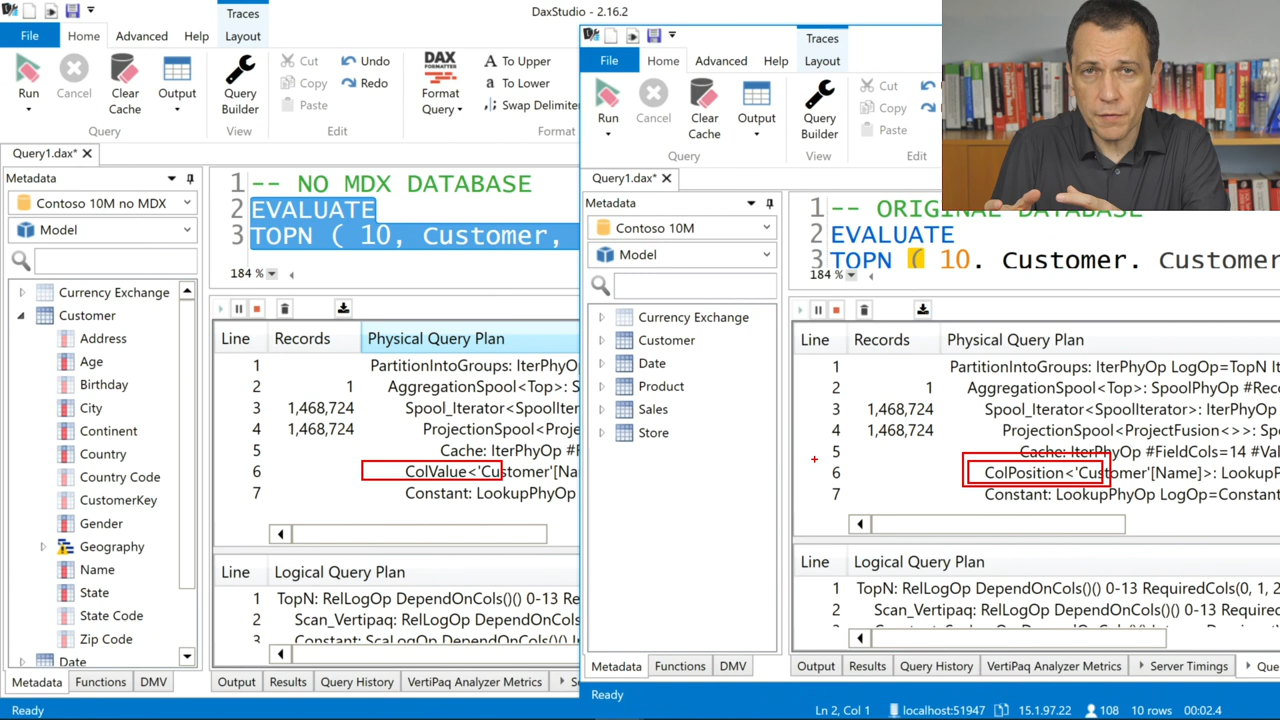 DaxStudio - 2.16.2
Traces
File
Home
Advanced
Help
Layout
Run
Cancel
Clear
Cache
Output
Query
Builder
Cut
Copy
Paste
Undo
Redo
DAX
FORMATTER
Format
Query
To Upper
To Lower
Swap Delimite
Query
View
Edit
Format
Query1.dax*
Metadata
Contoso 10M no MDX
Model
Currency Exchange
Customer
Address
Age
Birthday
City
Continent
Country
Country Code
CustomerKey
Gender
Geography
Name
State
State Code
Zip Code
Date
Metadata
Functions
DMV
Ready
1 -- NO MDX DATABASE
2 EVALUATE
3 TOPN ( 10, Customer,
184 %
Line Records Physical Query Plan
1 PartitionIntoGroups: IterPhyO
2 1 AggregationSpool<Top>: S
3 1,468,724 Spool_Iterator<SpoolIter
4 1,468,724 ProjectionSpool<Proje
5 Cache: IterPhyOp #F
6 ColValue<'Customer'[Na
7 Constant: LookupPhyOp
Line Logical Query Plan
1 TopN: RelLogOp DependOnCols()() 0-13 R
2 Scan_Vertipaq: RelLogOp DependOnCols
3 Constant: ScaLogOp DependOnCols()() I
Output
Results
Query History
VertiPaq Analyzer Metrics
S
Traces
File
Home
Advanced
Help
Layout
Run
Cancel
Clear
Cache
Output
Query
Builder
Cut
Copy
Paste
Query
View
Edit
Query1.dax*
Metadata
Contoso 10M
Model
Currency Exchange
Customer
Date
Product
Sales
Store
Metadata
Functions
DMV
Ready
1 -- ORIGINAL DATABASE
2 EVALUATE
3 TOPN ( 10. Customer. Customer
184 %
Line Records Physical Query Plan
1 PartitionIntoGroups: IterPhyOp LogOp=TopN It
2 1 AggregationSpool<Top>: SpoolPhyOp #Reco
3 1,468,724 Spool_Iterator<SpoolIterator>: IterPhyOp
4 1,468,724 ProjectionSpool<ProjectFusion<>>: Spo
5 Cache: IterPhyOp #FieldCols=14 #Val
6 ColPosition<'Customer'[Name]>: LookupP
7 Constant: LookupPhyOp LogOp=Constan
Line Logical Query Plan
1 TopN: RelLogOp DependOnCols()() 0-13 RequiredCols(0, 1, 2
2 Scan_Vertipaq: RelLogOp DependOnCols()() 0-13 Required
Output
Results
Query History
VertiPaq Analyzer Metrics
Server Timings
Qu
Ln 2, Col 1
localhost:51947
15.1.97.22
108
10 rows
00:02.4